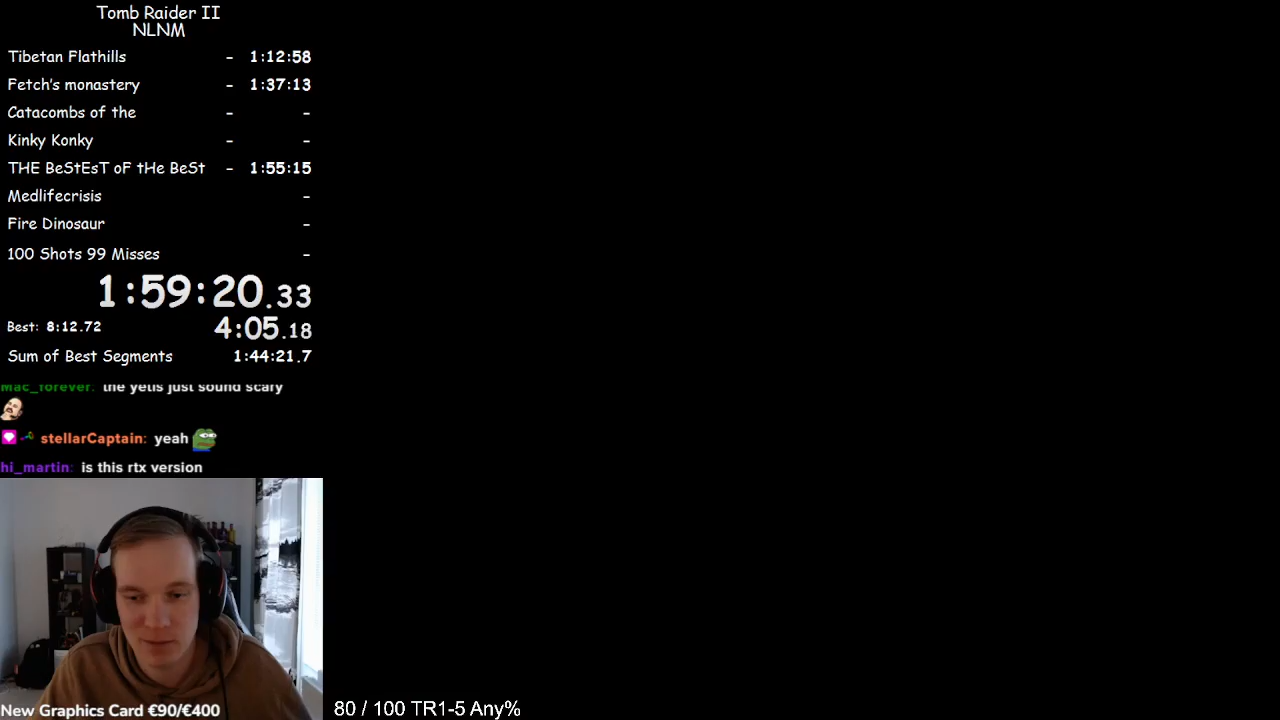 Tomb Raider II
NLNM
Tibetan Flathills - 1:12:58
Fetch's monastery - 1:37:13
Catacombs of the - -
Kinky Konky - -
THE BeStEsT oF tHe BeSt - 1:55:15
Medlifecrisis -
Fire Dinosaur -
100 Shots 99 Misses -
1:59:20.33
Best: 8:12.72 4:05.18
Sum of Best Segments 1:44:21.7
Mac_forever: the yetis just sound scary
stellarCaptain: yeah
hi_martin: is this rtx version
New Graphics Card €90/€400
80 / 100 TR1-5 Any%